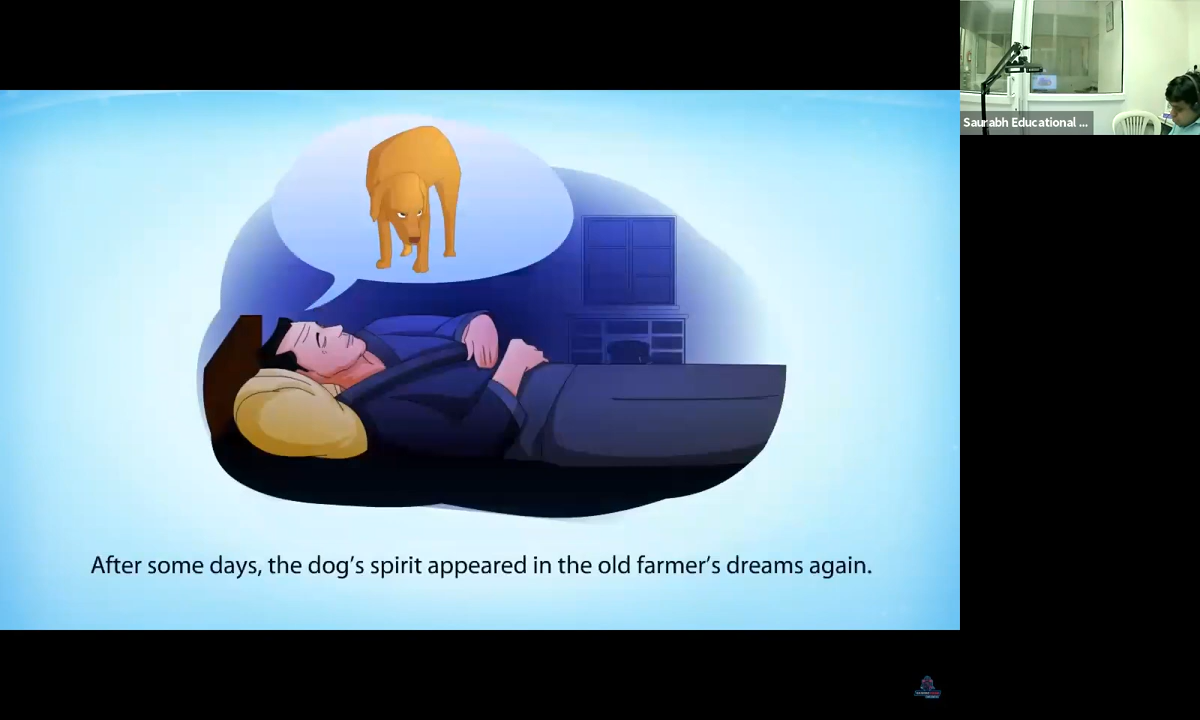 Saurabh Educational ...
After some days, the dog's spirit appeared in the old farmer's dreams again.